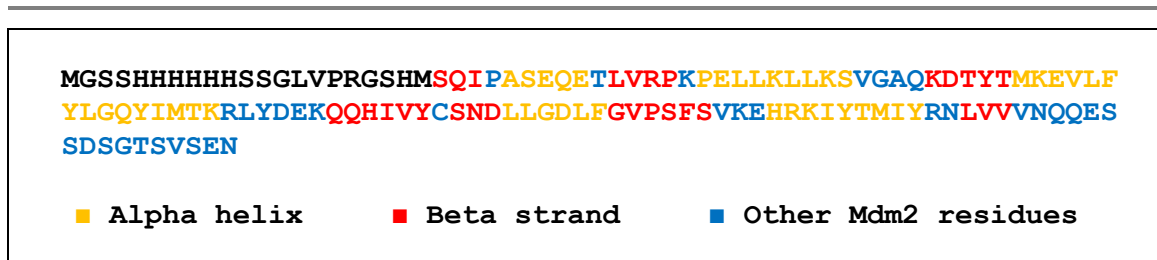 MGSSHHHHHHSSGLVPRGSHMSQIPASEQETLVRPKPELLKLLKSVGAQKDTYTMKEVLF
YLGQYIMTKRLYDEKQQHIVYCSNDLLGDLFGVPSFSVKEHRKIYTMIYRNLVVVNQQES
SDSGTSVSEN
Alpha helix Beta strand Other Mdm2 residues